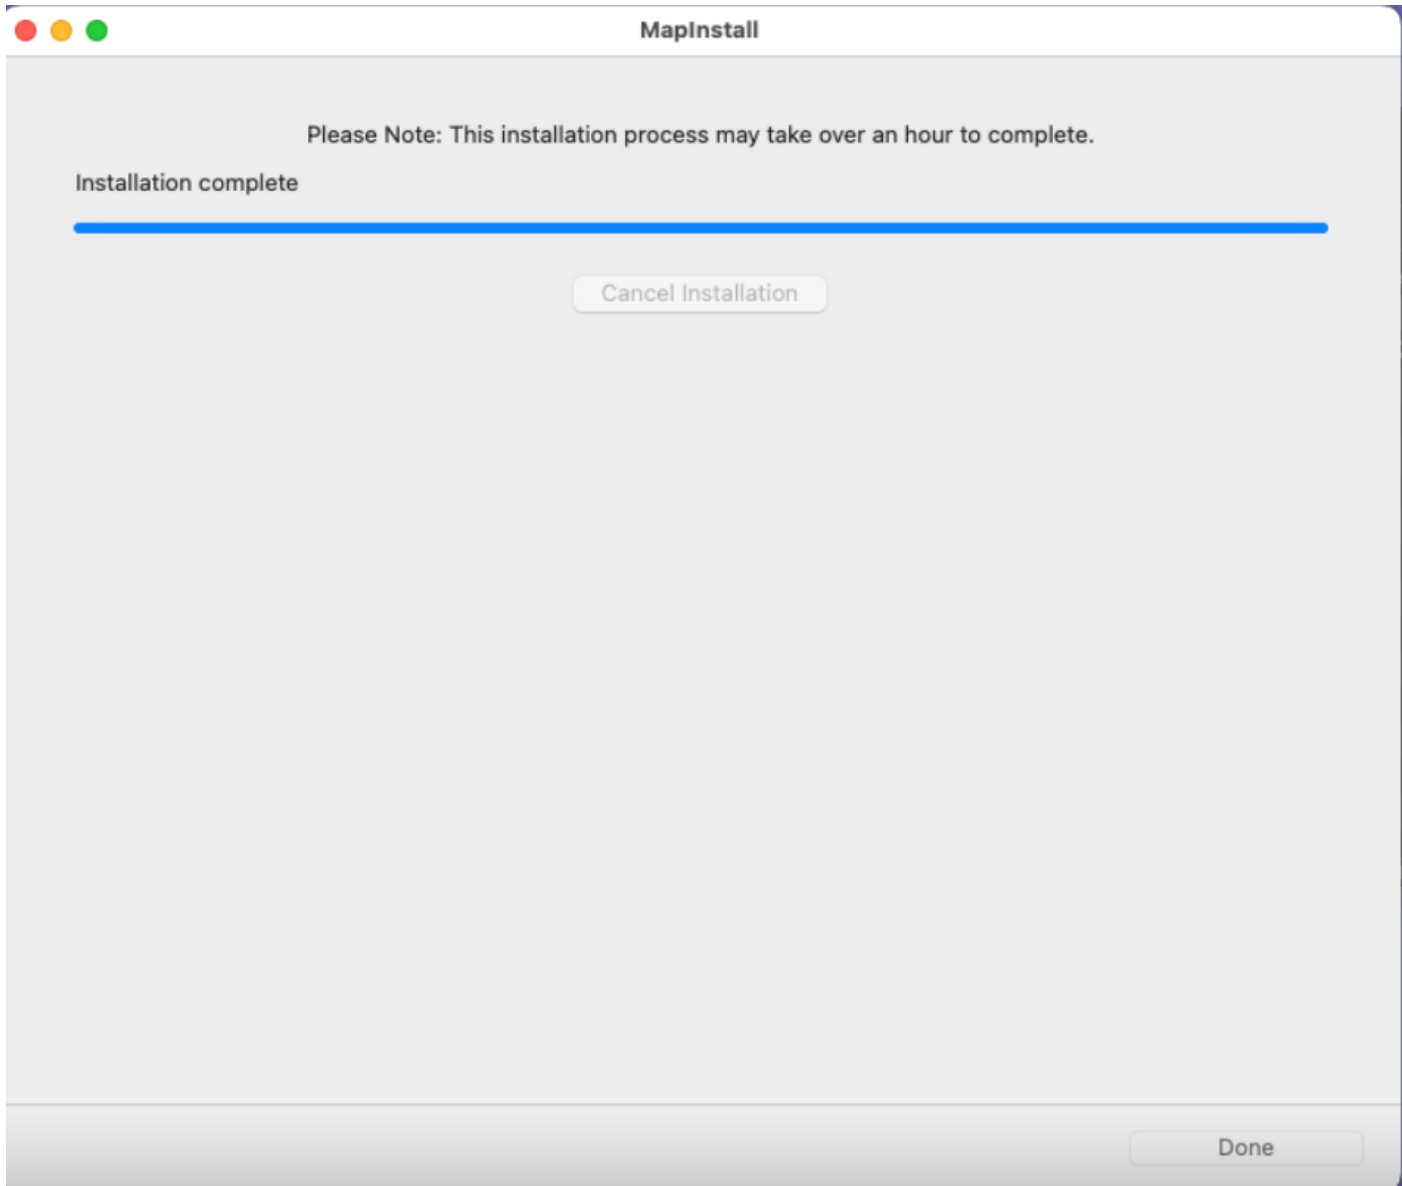 MapInstall
Please Note: This installation process may take over an hour to complete.
Installation complete
Cancel Installation
Done